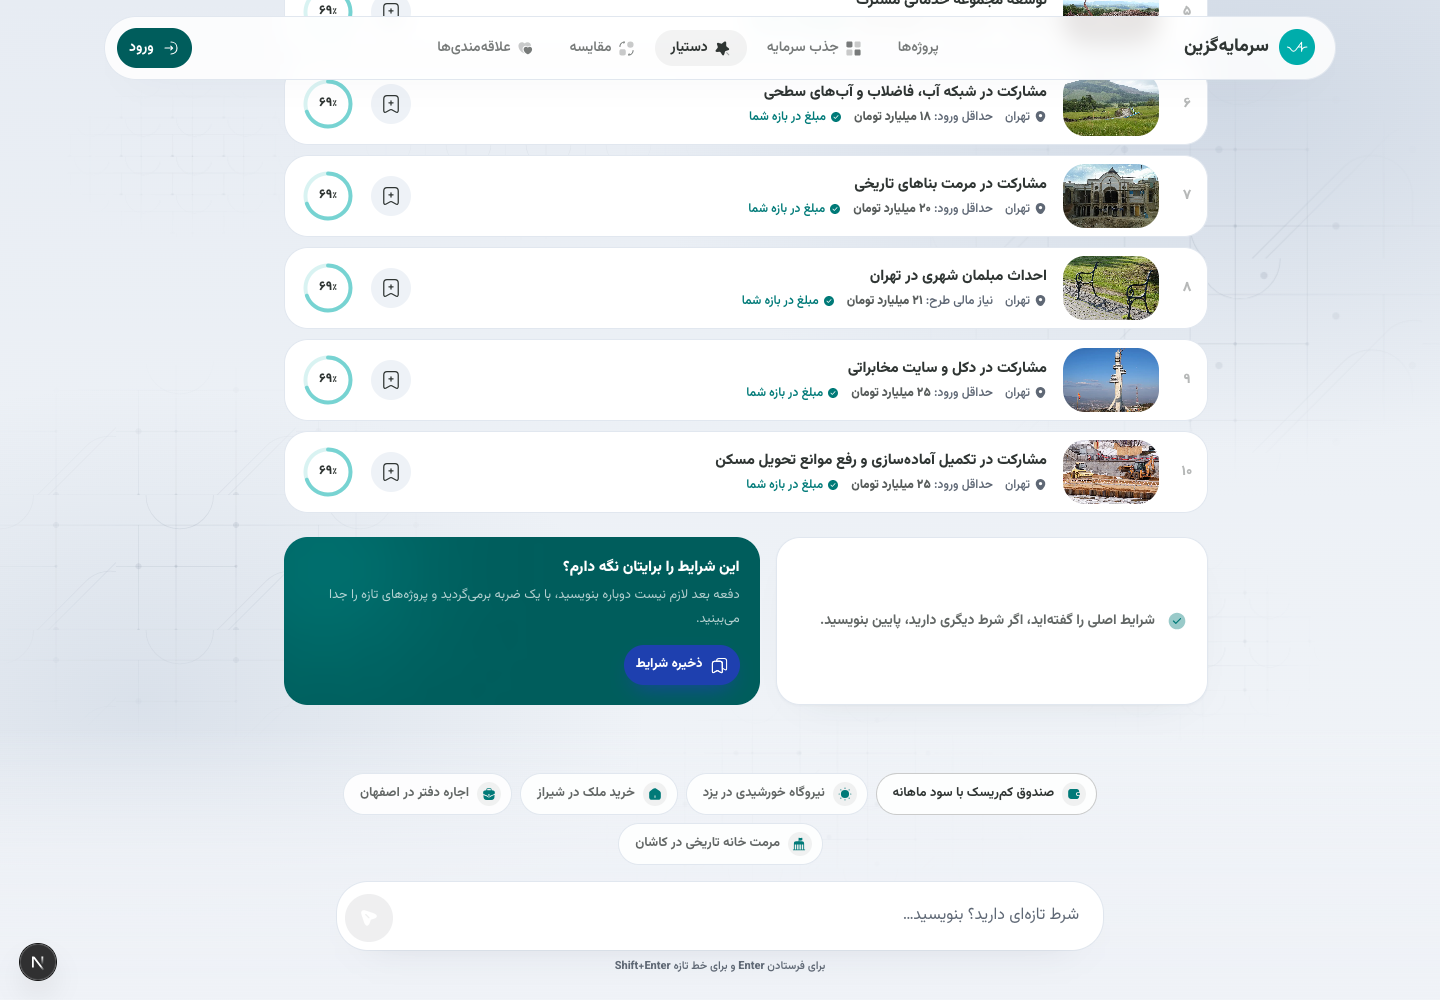 توسعه مجموعه خدماتی مشترک
۵
سرمایه‌گزین
پروژه‌ها
جذب سرمایه
دستیار
مقایسه
علاقه‌مندی‌ها
ورود
۶
مشارکت در شبکه آب، فاضلاب و آب‌های سطحی
تهران حداقل ورود: ۱۸ میلیارد تومان مبلغ در بازه شما
۶۹٪
۷
مشارکت در مرمت بناهای تاریخی
تهران حداقل ورود: ۲۰ میلیارد تومان مبلغ در بازه شما
۶۹٪
۸
احداث مبلمان شهری در تهران
تهران نیاز مالی طرح: ۲۱ میلیارد تومان مبلغ در بازه شما
۶۹٪
۹
مشارکت در دکل و سایت مخابراتی
تهران حداقل ورود: ۲۵ میلیارد تومان مبلغ در بازه شما
۶۹٪
۱۰
مشارکت در تکمیل آماده‌سازی و رفع موانع تحویل مسکن
تهران حداقل ورود: ۲۵ میلیارد تومان مبلغ در بازه شما
۶۹٪
شرایط اصلی را گفته‌اید، اگر شرط دیگری دارید، پایین بنویسید.
این شرایط را برایتان نگه دارم؟
دفعه بعد لازم نیست دوباره بنویسید، با یک ضربه برمی‌گردید و پروژه‌های تازه را جدا
می‌بینید.
ذخیره شرایط
صندوق کم‌ریسک با سود ماهانه
نیروگاه خورشیدی در یزد
خرید ملک در شیراز
اجاره دفتر در اصفهان
مرمت خانه تاریخی در کاشان
شرط تازه‌ای دارید؟ بنویسید...
برای فرستادن Enter و برای خط تازه Shift+Enter
N